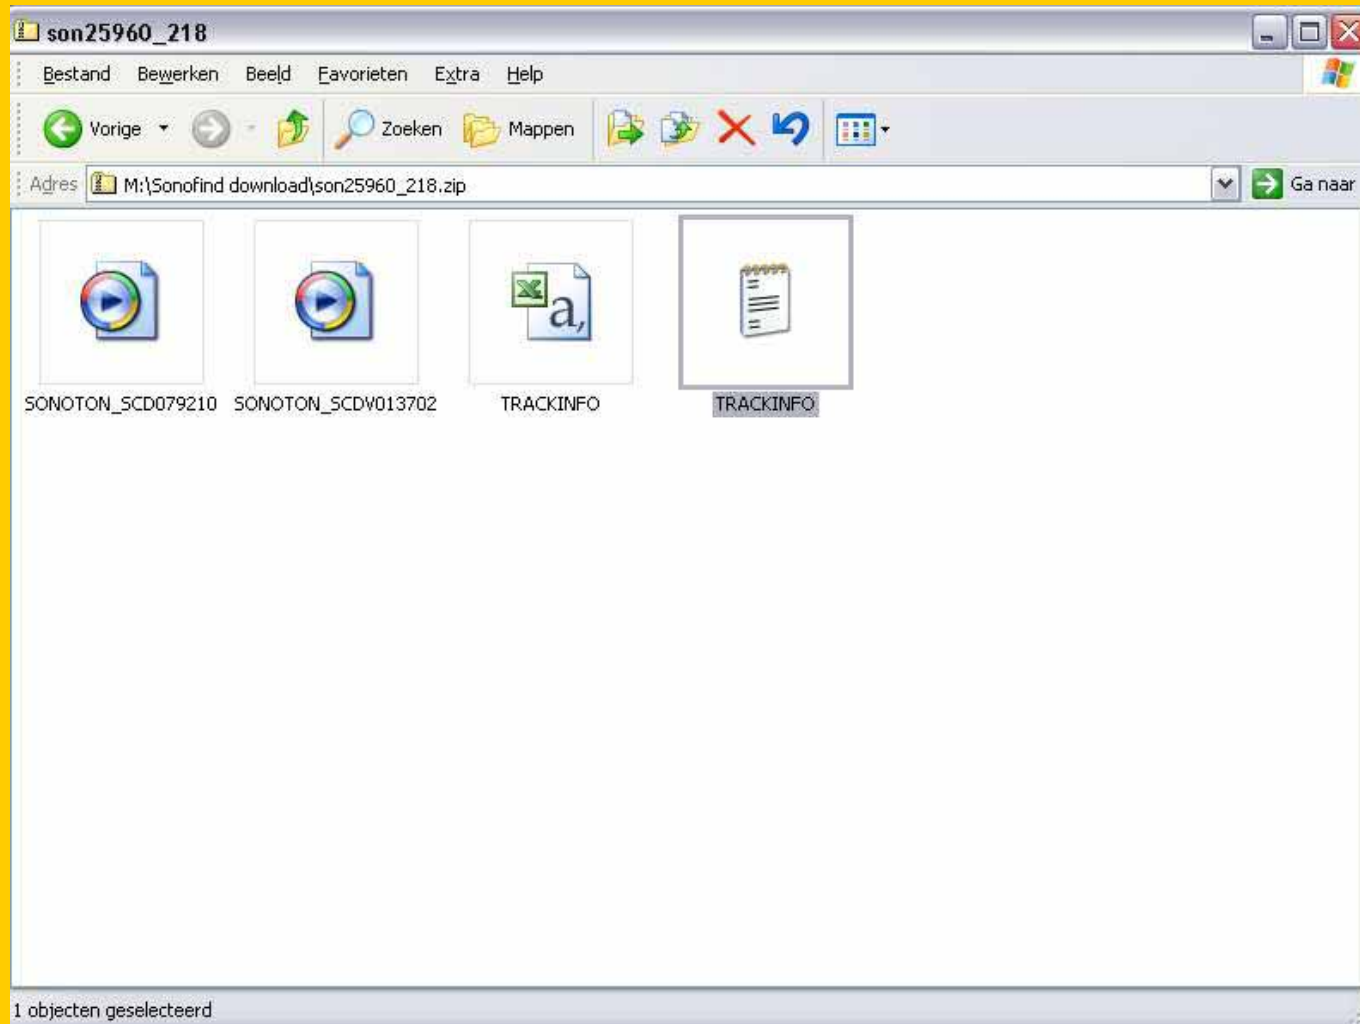 son25960_218
Bestand Bewerken Beeld Favorieten Extra Help
Vorige Zoeken Mappen
Adres M:\Sonofind download\son25960_218.zip Ga naar
SONOTON_SCD079210 SONOTON_SCDV013702 TRACKINFO TRACKINFO
1 objecten geselecteerd